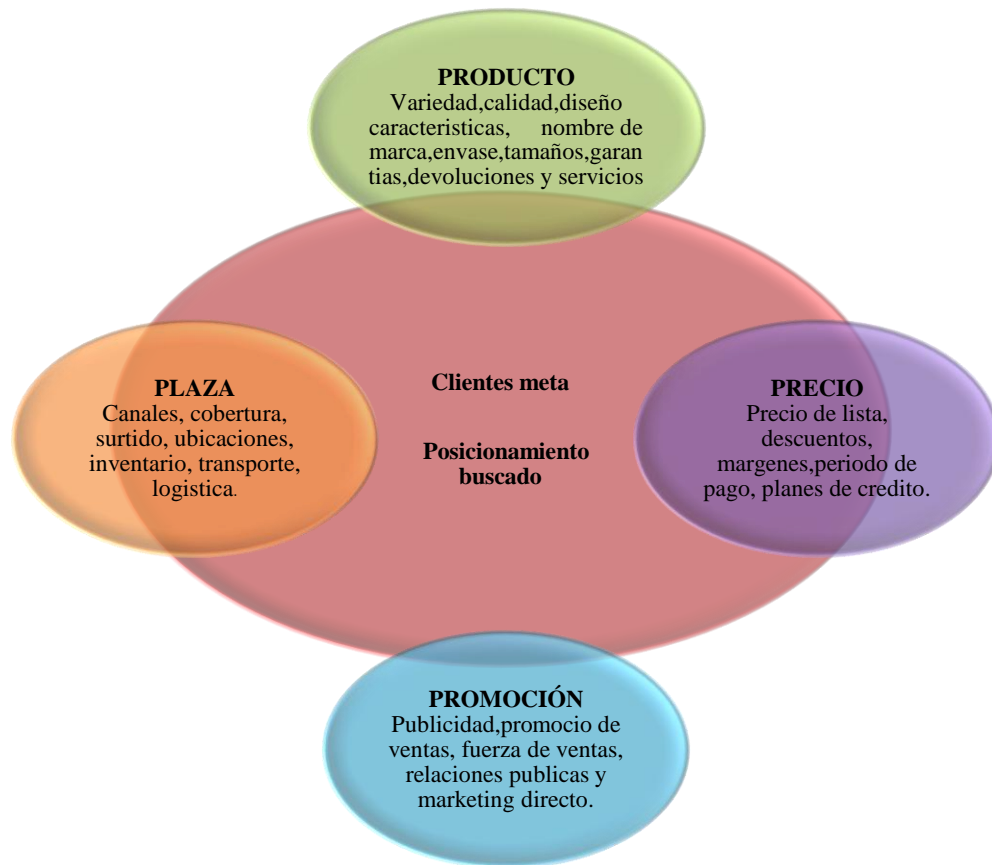 PRODUCTO
Variedad,calidad,diseño
caracteristicas, nombre de
marca,envase,tamaños,garan
tias,devoluciones y servicios
PLAZA
Canales, cobertura,
surtido, ubicaciones,
inventario, transporte,
logistica.
Clientes meta
Posicionamiento
buscado
PRECIO
Precio de lista,
descuentos,
margenes,periodo de
pago, planes de credito.
PROMOCIÓN
Publicidad,promocio de
ventas, fuerza de ventas,
relaciones publicas y
marketing directo.